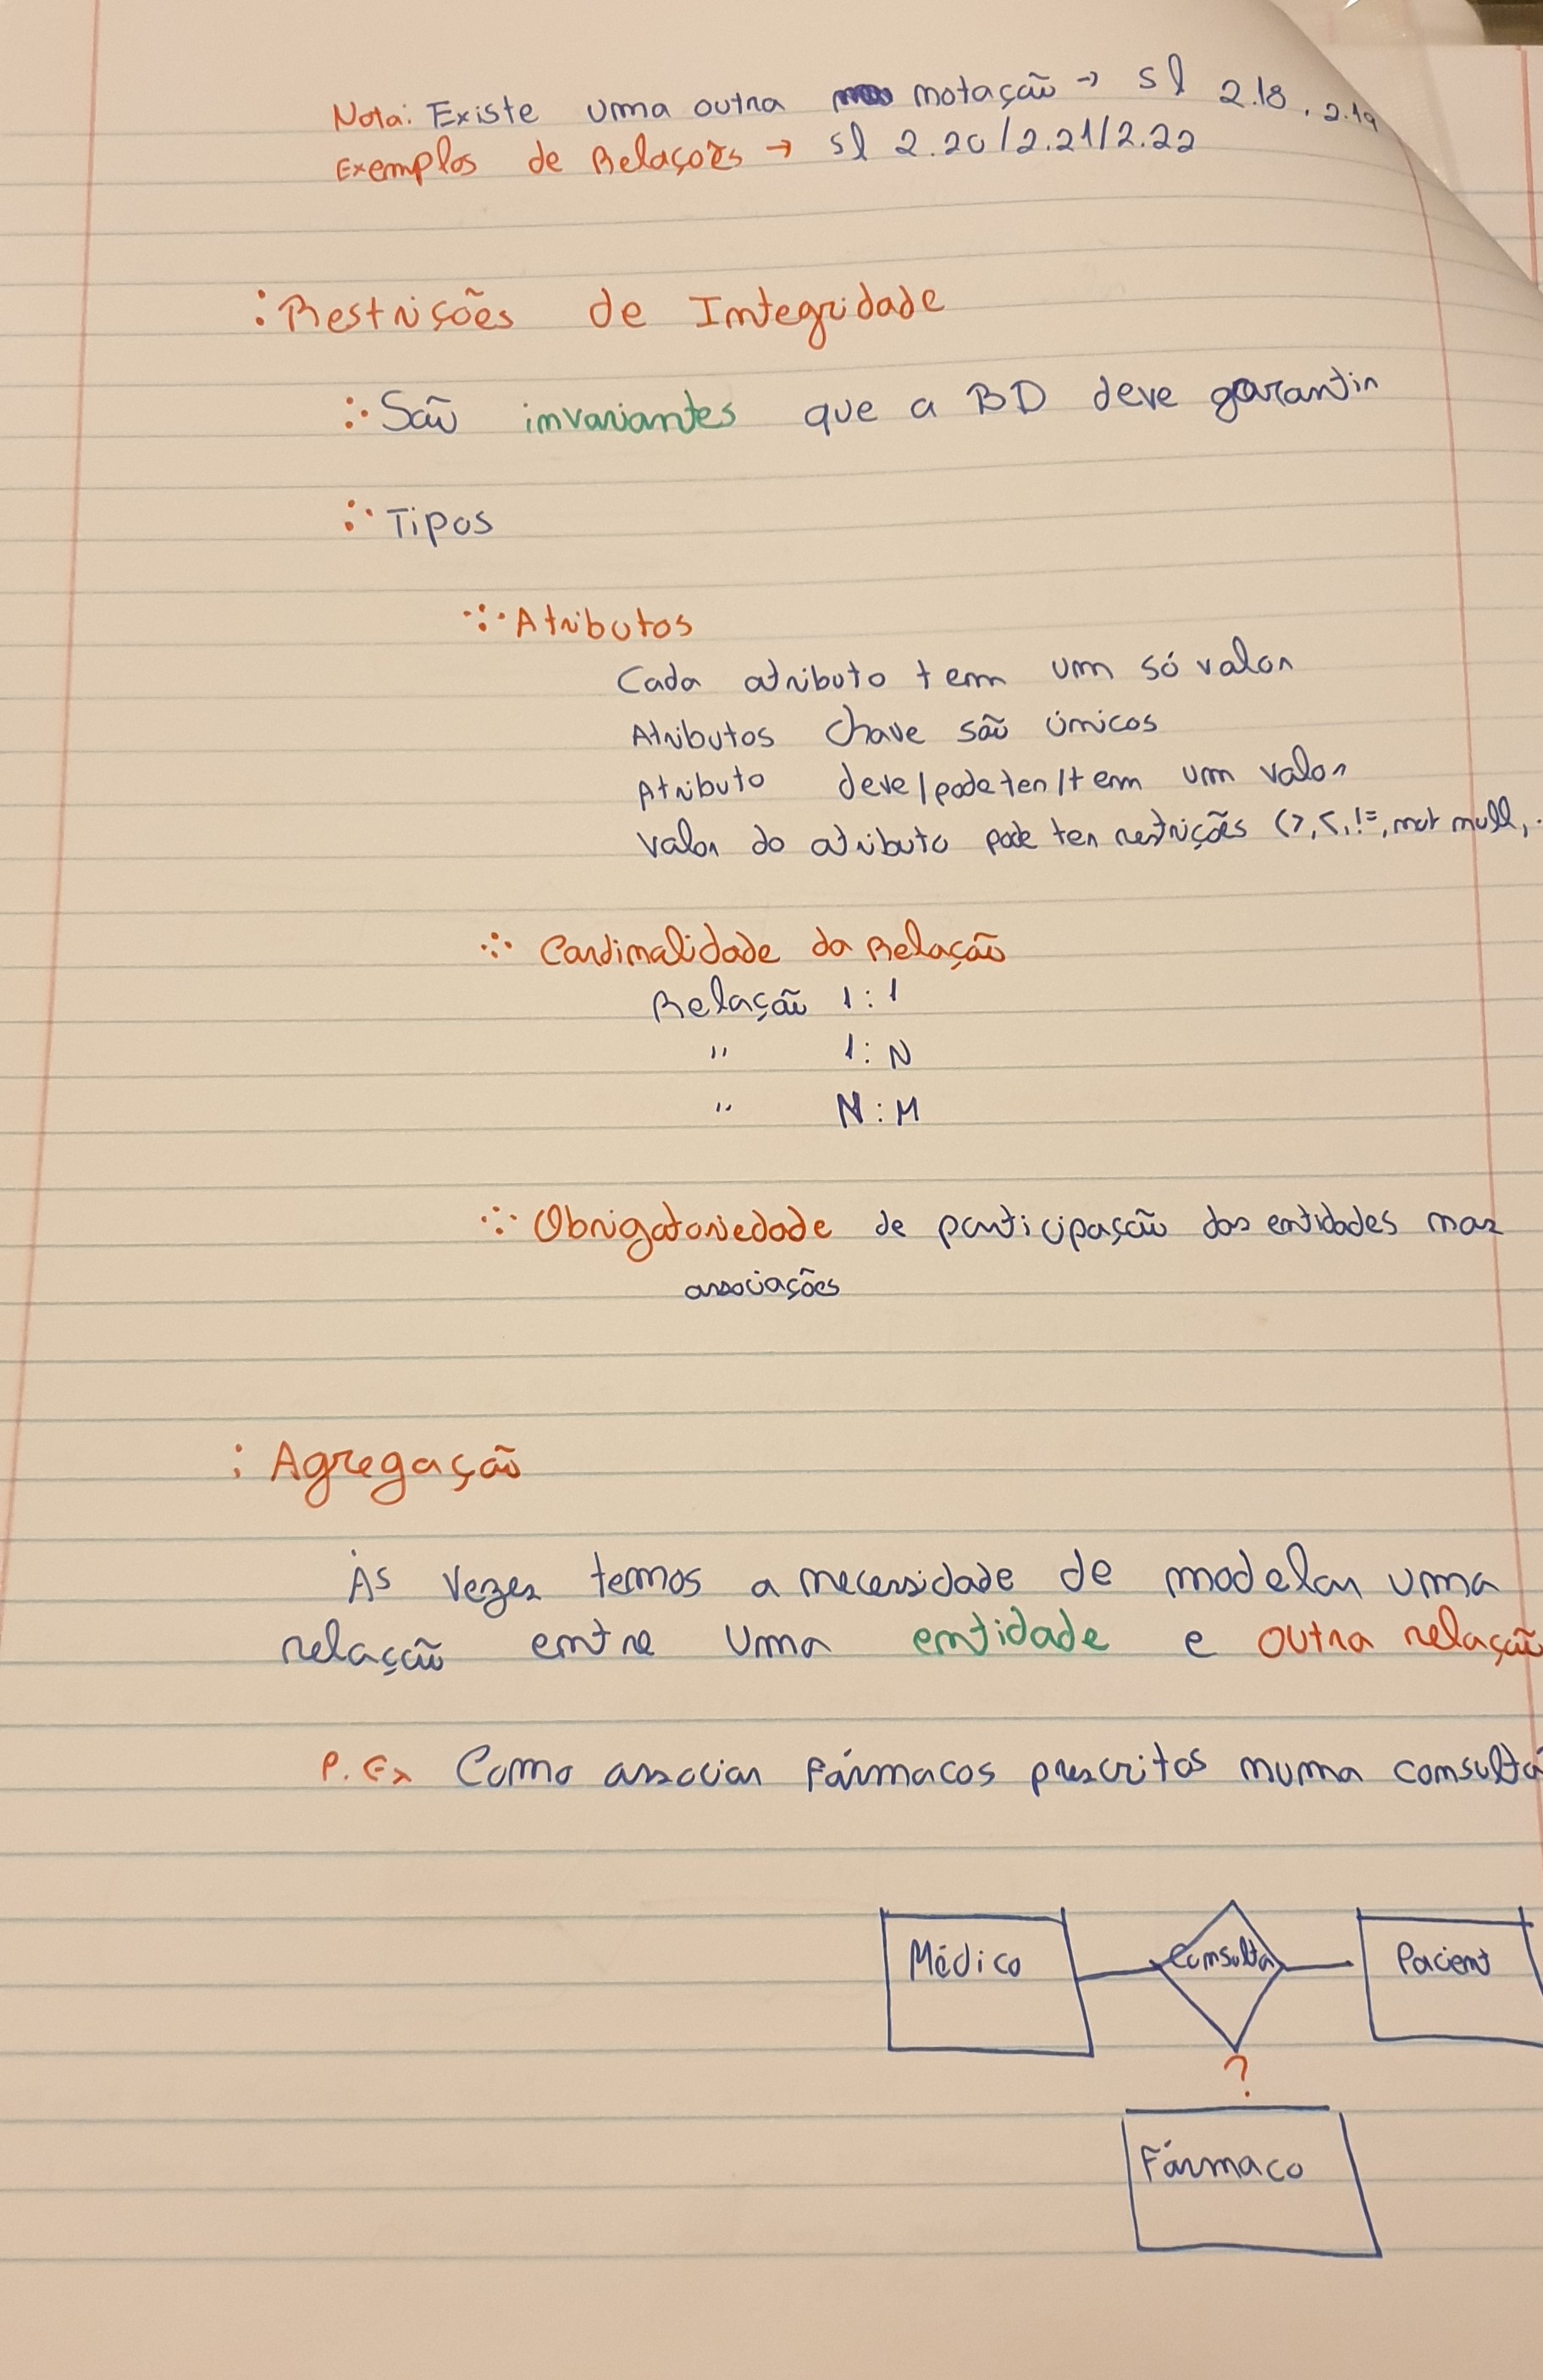 Nota: Existe uma outra notação → sl 2.18, 2.19
Exemplos de Relações → sl 2.20/2.21/2.22
: Restrições de Integridade
∴ São invariantes que a BD deve garantir
∴ Tipos
Atributos
Cada atributo tem um só valor
Atributos chave são únicos
Atributo deve/pode ter/tem um valor
valor do atributo pode ter restrições (>, <, !=, not null, .
Cardinalidade da Relação
Relação 1:1
" 1:N
" N:M
Obrigatoriedade de participação das entidades nas
associações
: Agregação
Às vezes temos a necessidade de modelar uma
relação entre uma entidade e outra relação
P. Ex Como associar fármacos prescritos numa consulta
Médico Consulta Pacient
?
Fármaco